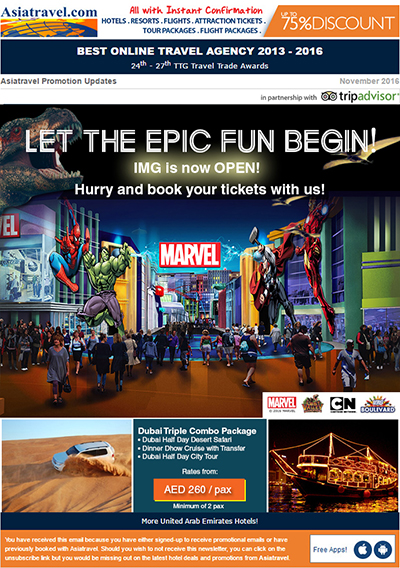 Asiatravel.com
All with Instant Confirmation
HOTELS . RESORTS . FLIGHTS . ATTRACTION TICKETS .
TOUR PACKAGES . FLIGHT PACKAGES .
UP TO
75% DISCOUNT
BEST ONLINE TRAVEL AGENCY 2013 - 2016
24th - 27th TTG Travel Trade Awards
Asiatravel Promotion Updates
November 2016
in partnership with tripadvisor
LET THE EPIC FUN BEGIN!
IMG is now OPEN!
Hurry and book your tickets with us!
VEL
MARVEL
MARVEL
CN
CARTOON NETWORK
BOULEVARD
Dubai Triple Combo Package
• Dubai Half Day Desert Safari
• Dinner Dhow Cruise with Transfer
• Dubai Half Day City Tour
Rates from:
AED 260 / pax
Minimum of 2 pax
More United Arab Emirates Hotels!
You have received this email because you have either signed-up to receive promotional emails or have
previously booked with Asiatravel. Should you wish to not receive this newsletter, you can click on the
unsubscribe link but you would be missing out on the latest hotel deals and promotions from Asiatravel.
Free Apps!